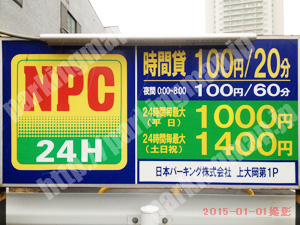 NPC
24H
時間貸 100円/20分
夜間 0:00-8:00 100円/60分
24時間毎最大
(平 日) 1000円
24時間毎最大
(土日祝) 1400円
日本パーキング株式会社 上大岡第1P
2015-01-01撮影